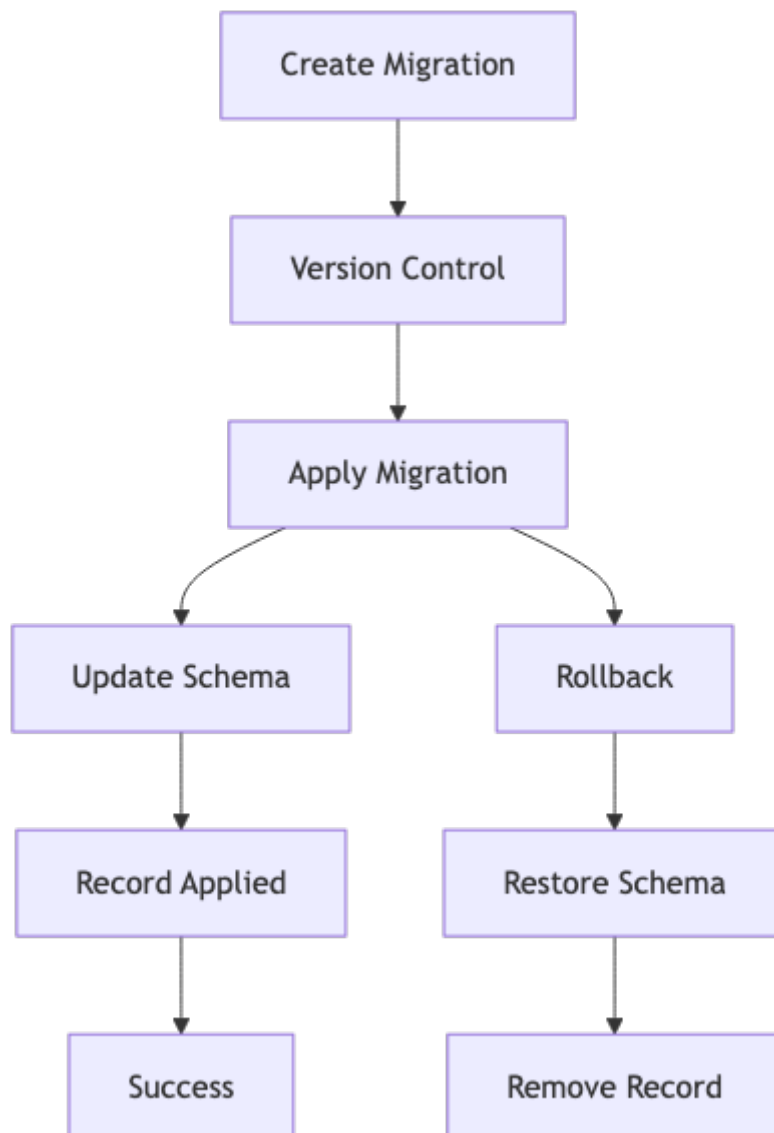 Create Migration
Version Control
Apply Migration
Update Schema
Rollback
Record Applied
Restore Schema
Success
Remove Record